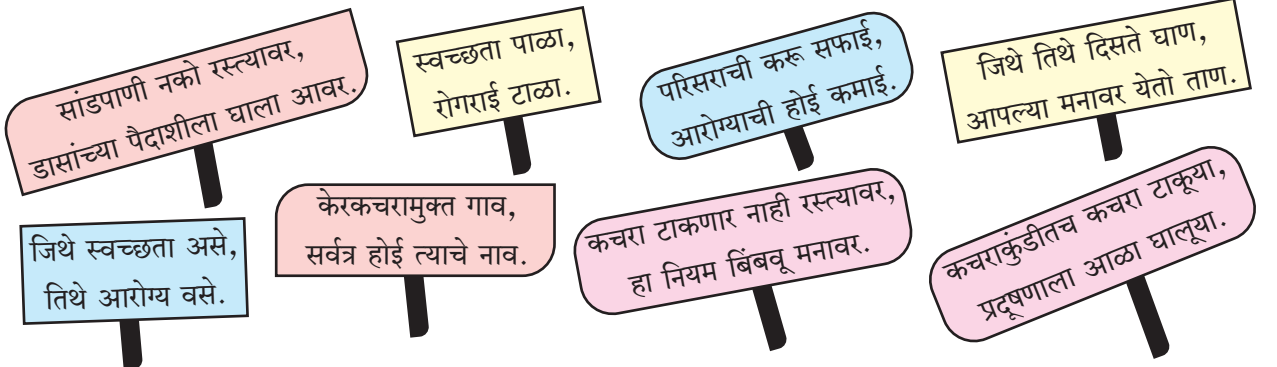 सांडपाणी नको रस्त्यावर,
डासांच्या पैदाशीला घाला आवर.
स्वच्छता पाळा,
रोगराई टाळा.
परिसराची करू सफाई,
आरोग्याची होई कमाई.
जिथे तिथे दिसते घाण,
आपल्या मनावर येतो ताण.
जिथे स्वच्छता असे,
तिथे आरोग्य वसे.
केरकचरामुक्त गाव,
सर्वत्र होई त्याचे नाव.
कचरा टाकणार नाही रस्त्यावर,
हा नियम बिंबवू मनावर.
कचराकुंडीतच कचरा टाकूया,
प्रदूषणाला आळा घालूया.